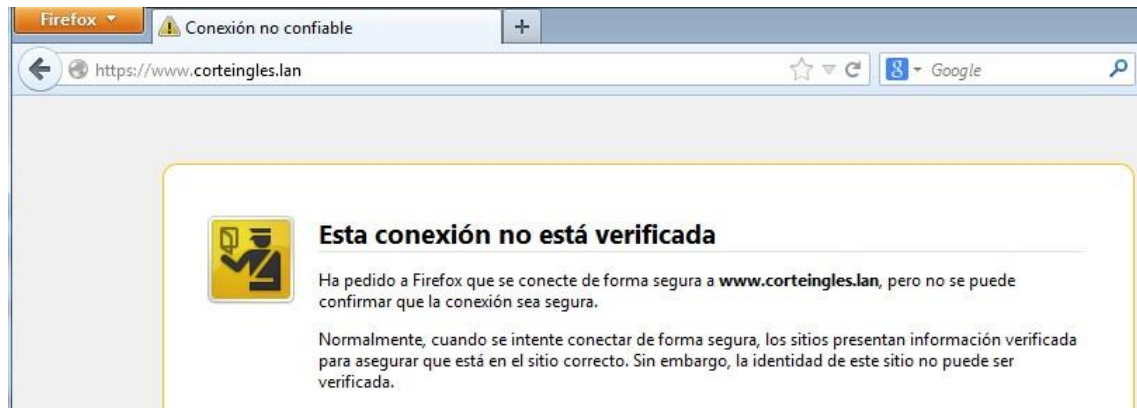 Firefox
Conexión no confiable
https://www.corteingles.lan
Google
Esta conexión no está verificada
Ha pedido a Firefox que se conecte de forma segura a www.corteingles.lan, pero no se puede
confirmar que la conexión sea segura.
Normalmente, cuando se intente conectar de forma segura, los sitios presentan información verificada
para asegurar que está en el sitio correcto. Sin embargo, la identidad de este sitio no puede ser
verificada.